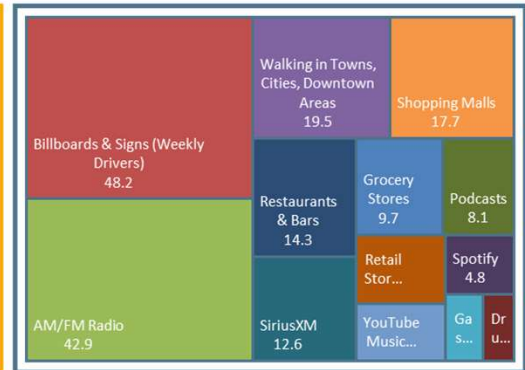 Billboards & Signs (Weekly
Drivers)
48.2
AM/FM Radio
42.9
Walking in Towns,
Cities, Downtown
Areas
19.5
Shopping Malls
17.7
Restaurants
& Bars
14.3
SiriusXM
12.6
Grocery
Stores
9.7
Podcasts
8.1
Retail
Stor...
Spotify
4.8
YouTube
Music...
Ga
s...
Dr
u...